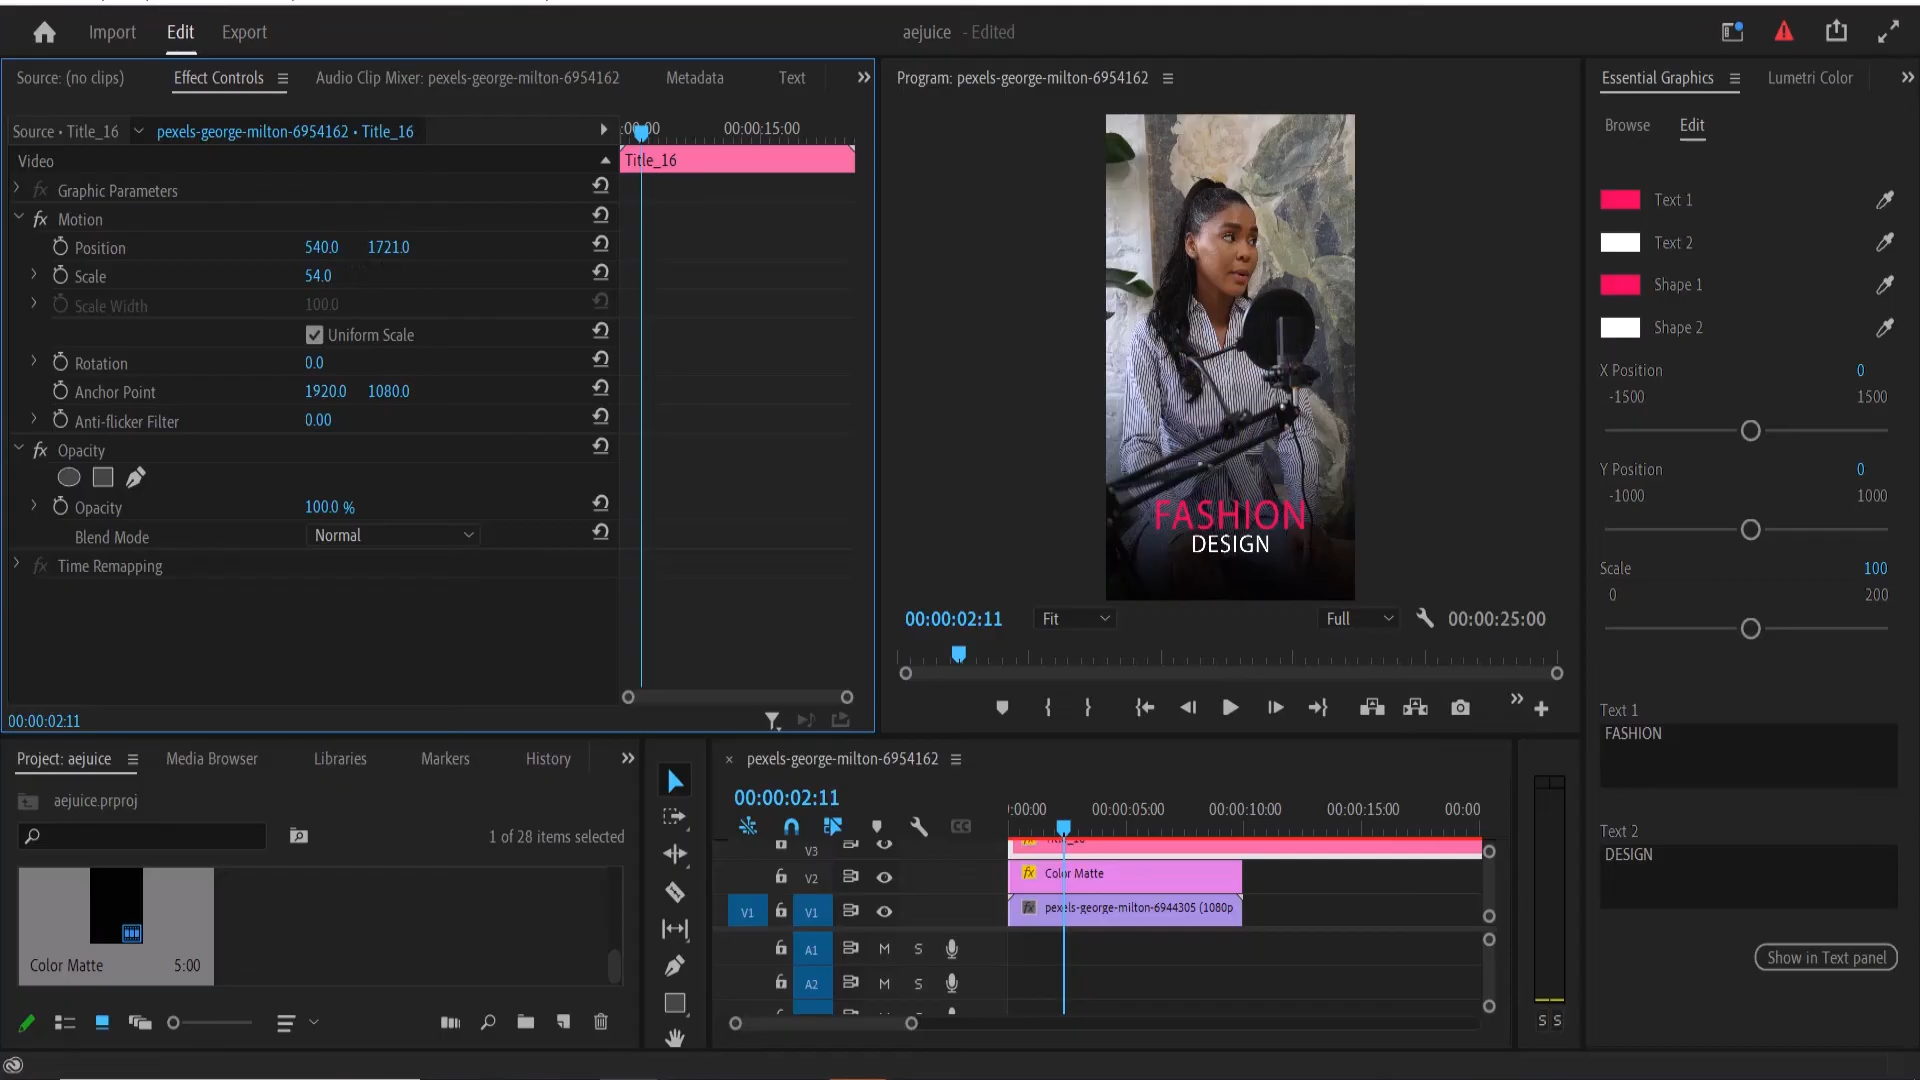 Import Edit Export aejuice - Edited
Source: (no clips) Effect Controls Audio Clip Mixer: pexels-george-milton-6954162 Metadata Text
Source • Title_16 pexels-george-milton-6954162 • Title_16
:00:00 00:00:15:00
Video Title_16
fx Graphic Parameters
fx Motion
Position 540.0 1721.0
Scale 54.0
Scale Width 100.0
Uniform Scale
Rotation 0.0
Anchor Point 1920.0 1080.0
Anti-flicker Filter 0.00
fx Opacity
Opacity 100.0 %
Blend Mode Normal
fx Time Remapping
00:00:02:11
Program: pexels-george-milton-6954162
FASHION
DESIGN
00:00:02:11 Fit Full 00:00:25:00
Essential Graphics Lumetri Color
Browse Edit
Text 1
Text 2
Shape 1
Shape 2
X Position 0
-1500 1500
Y Position 0
-1000 1000
Scale 100
0 200
Text 1
FASHION
Text 2
DESIGN
Show in Text panel
Project: aejuice Media Browser Libraries Markers History
aejuice.prproj
1 of 28 items selected
Color Matte 5:00
× pexels-george-milton-6954162
00:00:02:11
:00:00 00:00:05:00 00:00:10:00 00:00:15:00 00:00
V3
V2 fx Color Matte
V1 V1 fx pexels-george-milton-6944305 (1080p
A1 M S
A2 M S
S S